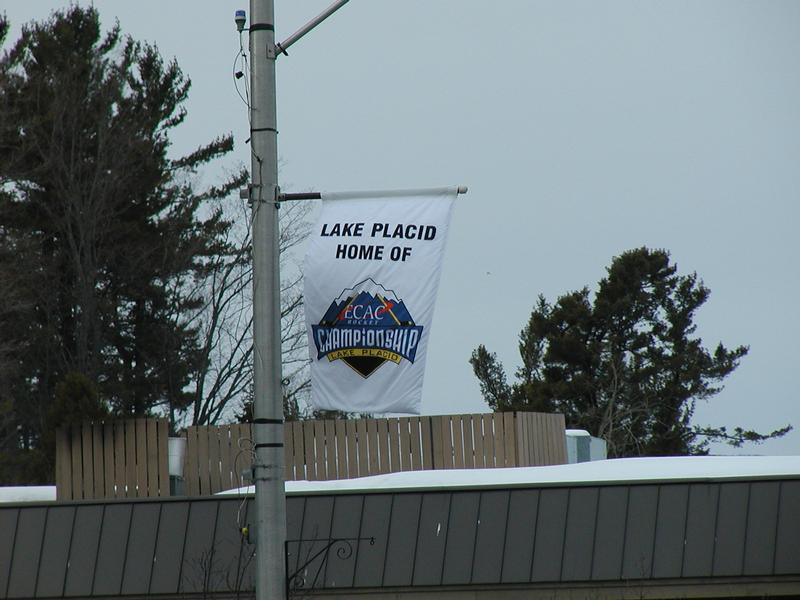 LAKE PLACID
HOME OF
ECAC
HOCKEY
CHAMPIONSHIP
LAKE PLACID